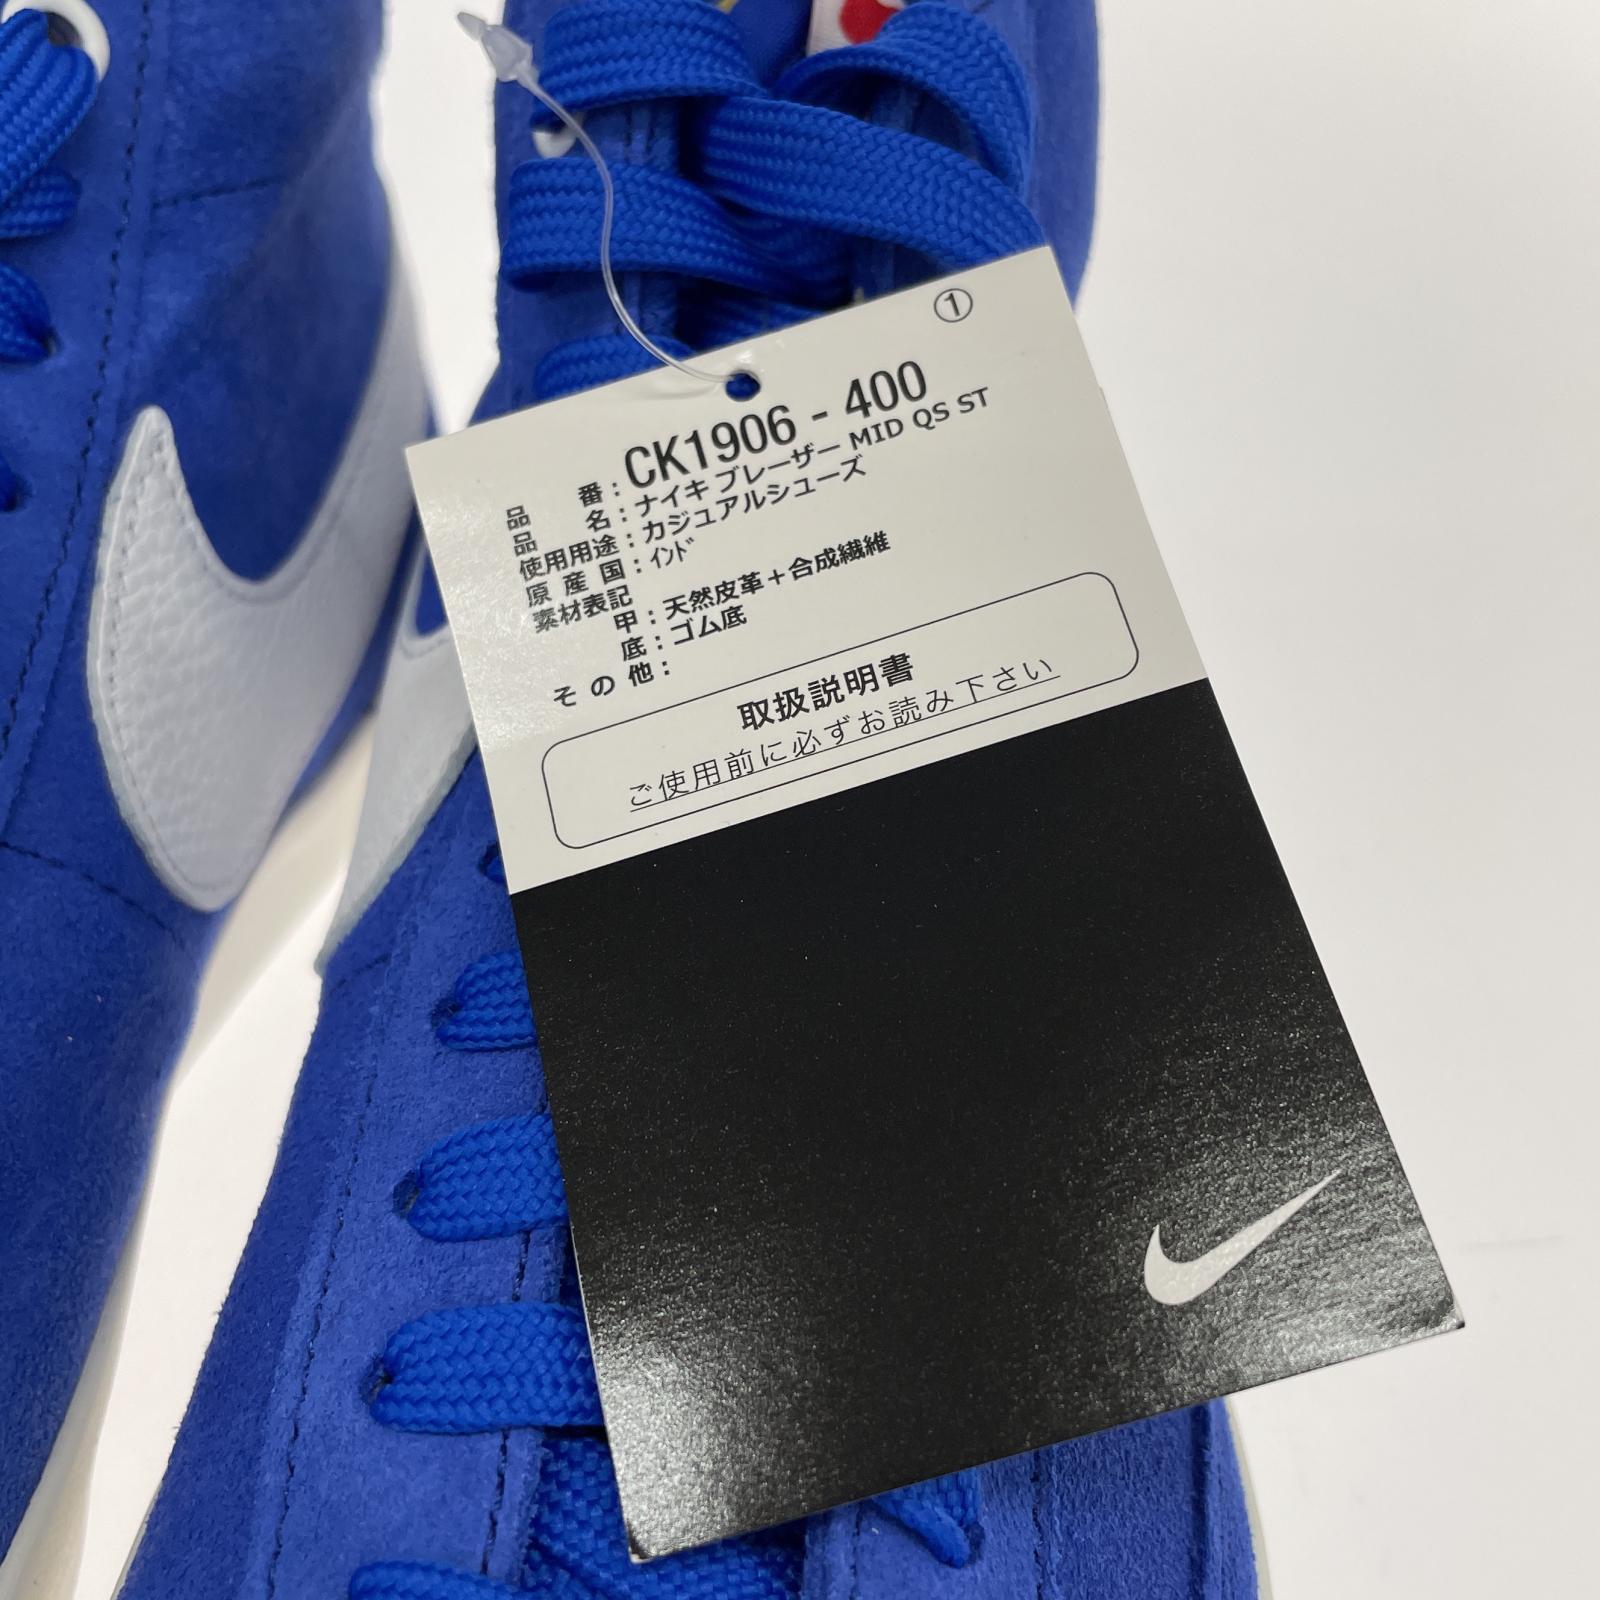 ①
品番：CK1906 - 400
品名：ナイキ ブレーザー MID QS ST
使用用途：カジュアルシューズ
原産国：ｲﾝﾄﾞ
素材表記
甲：天然皮革＋合成繊維
底：ゴム底
その他：
取扱説明書
ご使用前に必ずお読み下さい